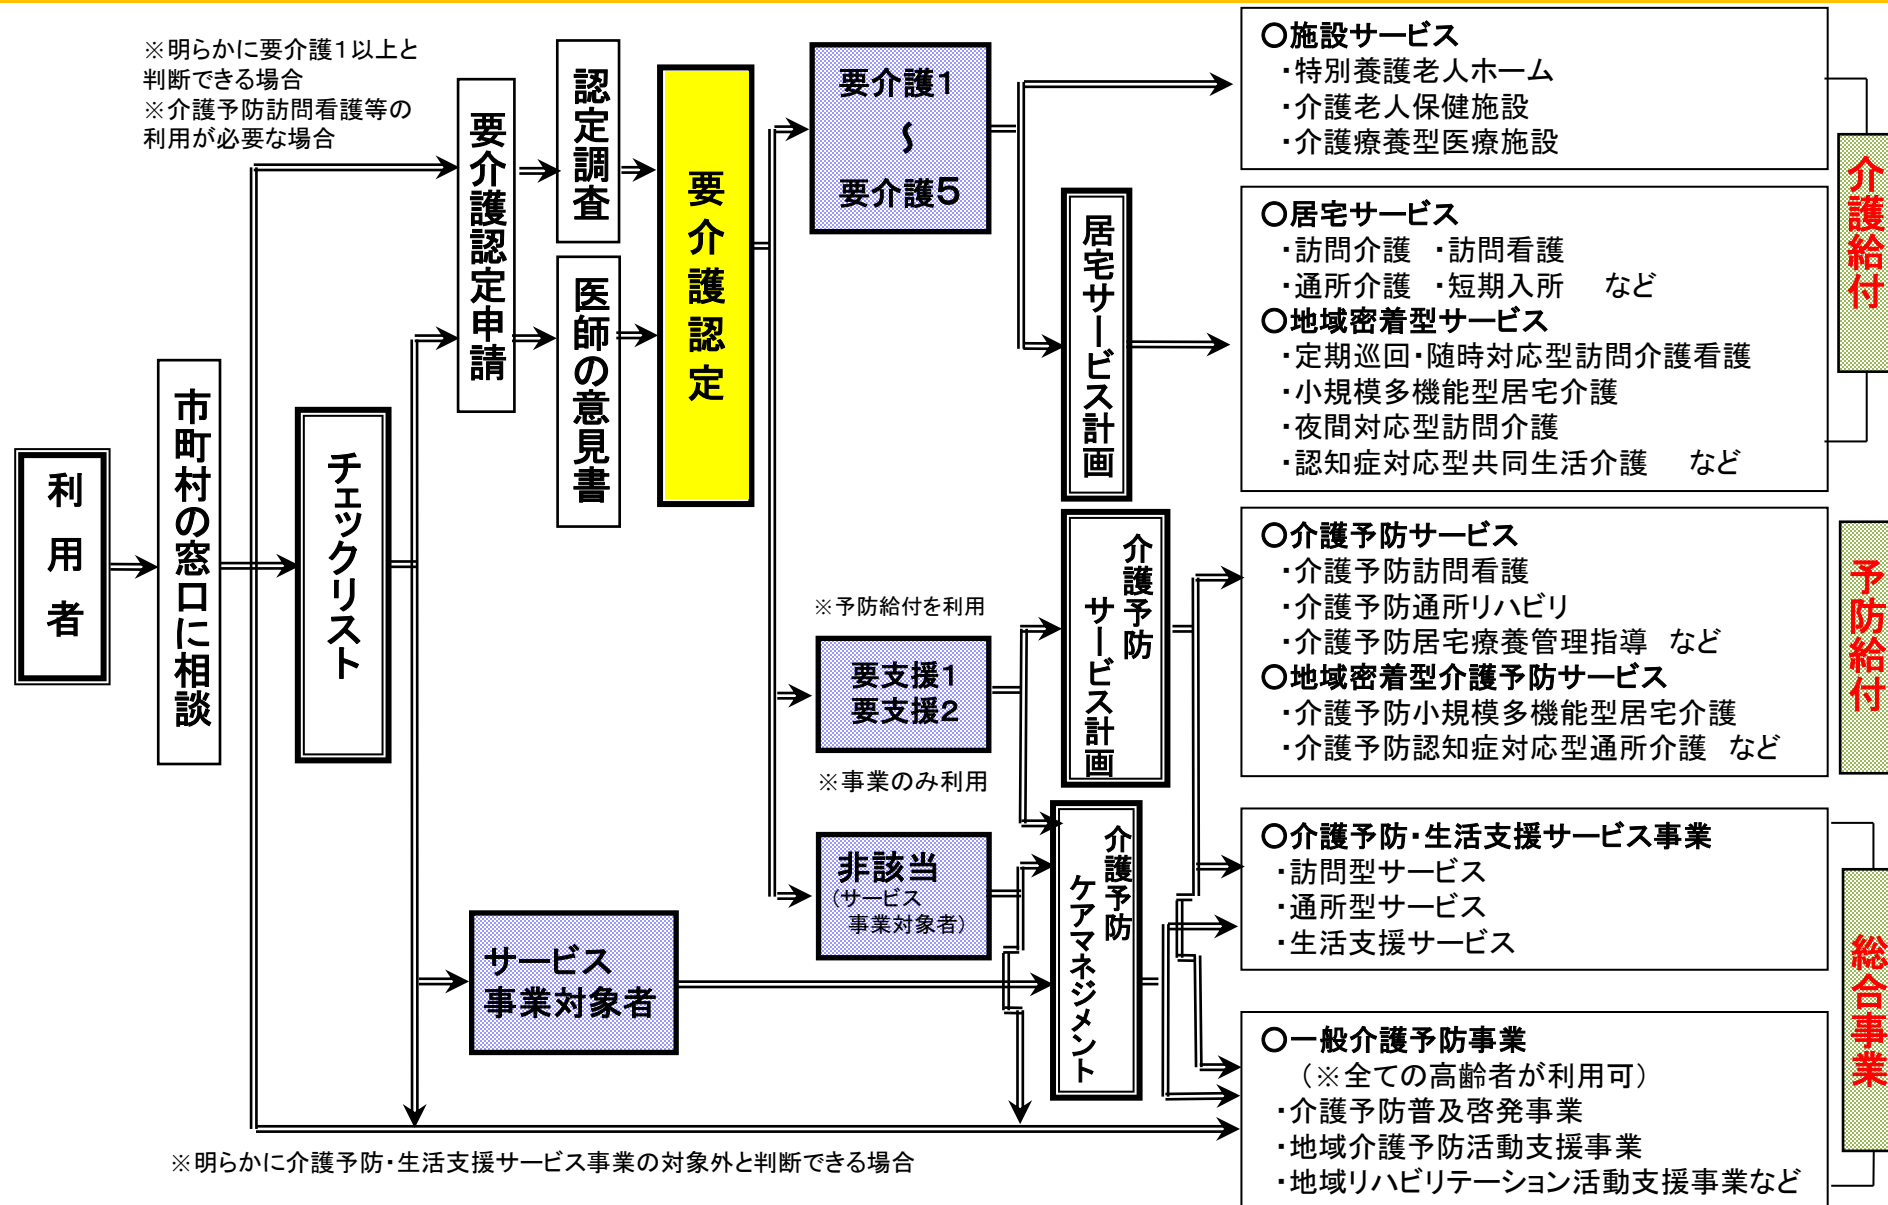 ※明らかに要介護1以上と
判断できる場合
※介護予防訪問看護等の
利用が必要な場合
利用者
市町村の窓口に相談
チェックリスト
要介護認定申請
認定調査
医師の意見書
要介護認定
要介護1
〜
要介護5
※予防給付を利用
要支援1
要支援2
※事業のみ利用
非該当
(サービス
事業対象者)
サービス
事業対象者
居宅サービス計画
介護予防
サービス計画
介護予防
ケアマネジメント
○施設サービス
・特別養護老人ホーム
・介護老人保健施設
・介護療養型医療施設
○居宅サービス
・訪問介護 ・訪問看護
・通所介護 ・短期入所 など
○地域密着型サービス
・定期巡回・随時対応型訪問介護看護
・小規模多機能型居宅介護
・夜間対応型訪問介護
・認知症対応型共同生活介護 など
介護給付
○介護予防サービス
・介護予防訪問看護
・介護予防通所リハビリ
・介護予防居宅療養管理指導 など
○地域密着型介護予防サービス
・介護予防小規模多機能型居宅介護
・介護予防認知症対応型通所介護 など
予防給付
○介護予防・生活支援サービス事業
・訪問型サービス
・通所型サービス
・生活支援サービス
○一般介護予防事業
(※全ての高齢者が利用可)
・介護予防普及啓発事業
・地域介護予防活動支援事業
・地域リハビリテーション活動支援事業など
総合事業
※明らかに介護予防・生活支援サービス事業の対象外と判断できる場合